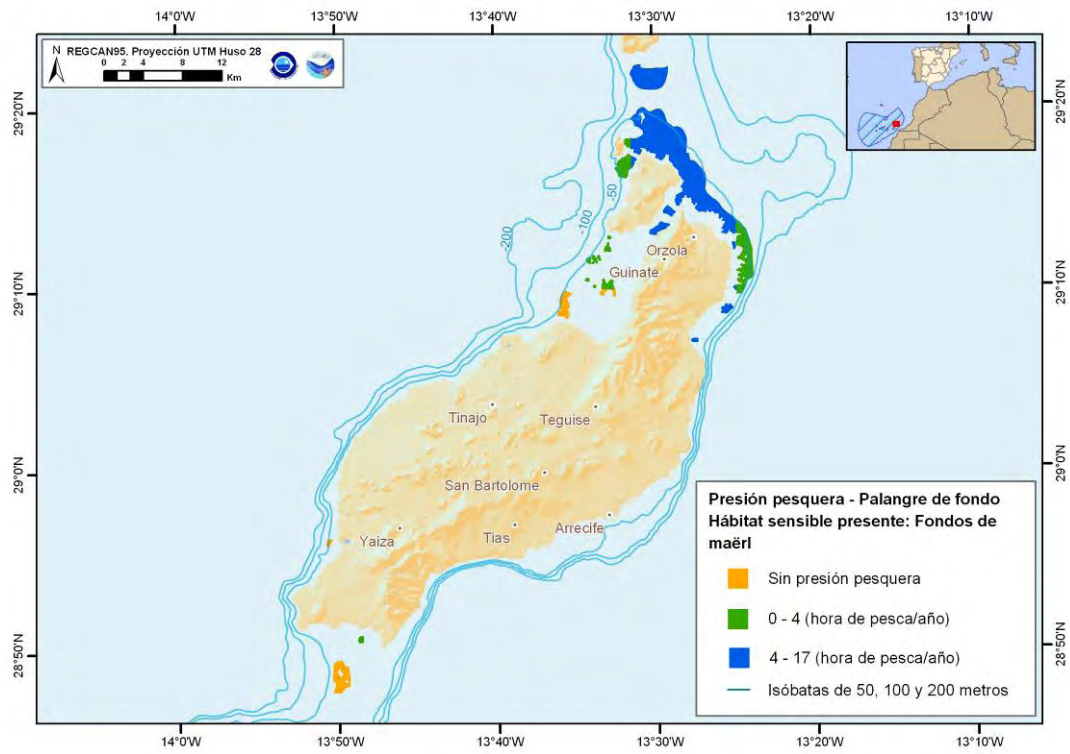 14°0'W 13°50'W 13°40'W 13°30'W 13°20'W 13°10'W
N REGCAN95. Proyección UTM Huso 28
0 2 4 8 12
Km
29°20'N
29°20'N
-50
-100
-200
Orzola
Guinate
29°10'N
29°10'N
Tinajo
Teguise
29°0'N
29°0'N
San Bartolome
Arrecife
Yaiza
Tias
28°50'N
28°50'N
Presión pesquera - Palangre de fondo
Hábitat sensible presente: Fondos de
maërl
Sin presión pesquera
0 - 4 (hora de pesca/año)
4 - 17 (hora de pesca/año)
Isóbatas de 50, 100 y 200 metros
14°0'W 13°50'W 13°40'W 13°30'W 13°20'W 13°10'W